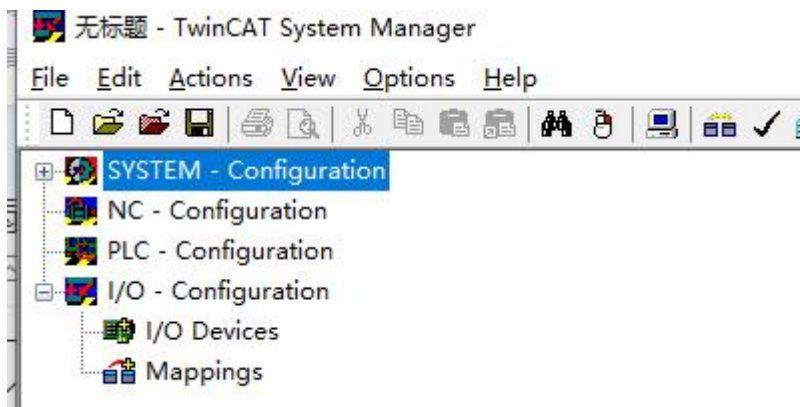 无标题 - TwinCAT System Manager
File Edit Actions View Options Help
SYSTEM - Configuration
NC - Configuration
PLC - Configuration
I/O - Configuration
I/O Devices
Mappings